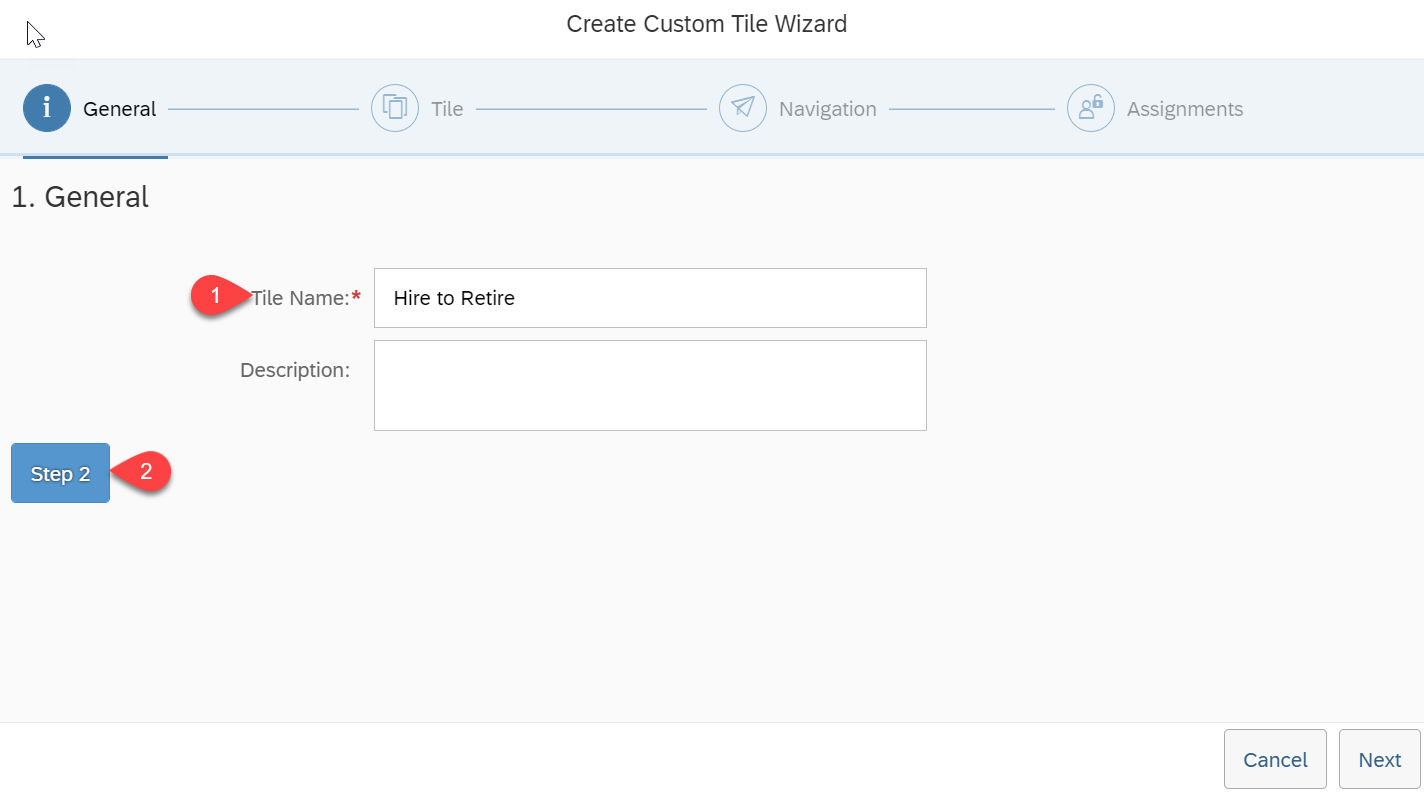 Create Custom Tile Wizard
i General Tile Navigation Assignments
1. General
1 Tile Name:* Hire to Retire
Description:
Step 2 2
Cancel Next